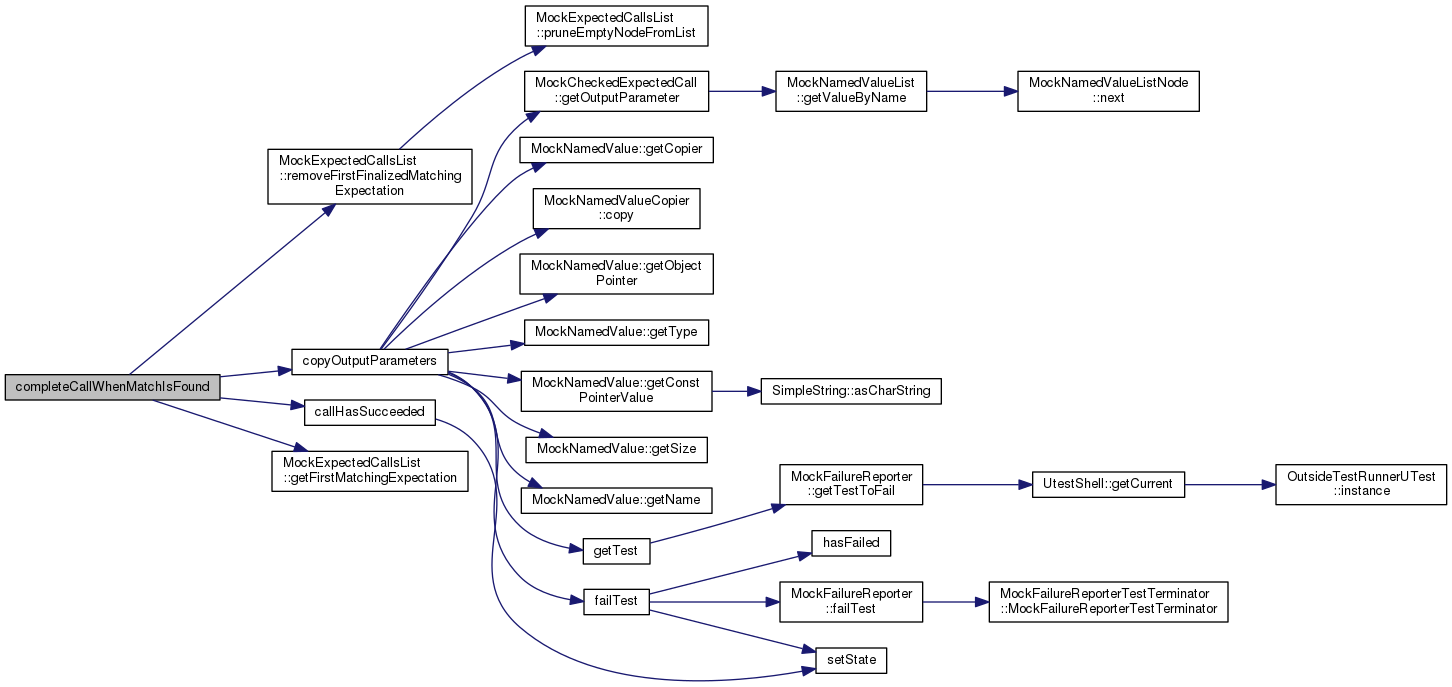 MockExpectedCallsList
::pruneEmptyNodeFromList
MockCheckedExpectedCall
::getOutputParameter
MockNamedValueList
::getValueByName
MockNamedValueListNode
::next
MockNamedValue::getCopier
MockExpectedCallsList
::removeFirstFinalizedMatching
Expectation
MockNamedValueCopier
::copy
MockNamedValue::getObject
Pointer
MockNamedValue::getType
copyOutputParameters
completeCallWhenMatchIsFound
MockNamedValue::getConst
PointerValue
SimpleString::asCharString
callHasSucceeded
MockNamedValue::getSize
MockExpectedCallsList
::getFirstMatchingExpectation
MockNamedValue::getName
MockFailureReporter
::getTestToFail
UtestShell::getCurrent
OutsideTestRunnerUTest
::instance
getTest
hasFailed
failTest
MockFailureReporter
::failTest
MockFailureReporterTestTerminator
::MockFailureReporterTestTerminator
setState